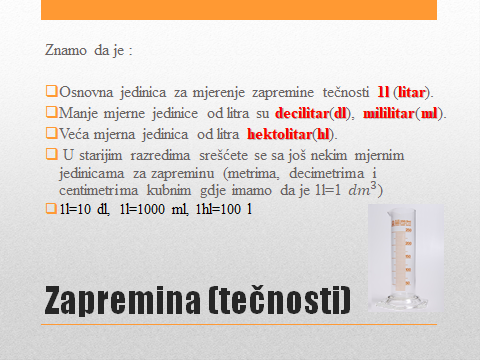 Znamo da je :
❑Osnovna jedinica za mjerenje zapremine tečnosti 1l (litar).
❑Manje mjerne jedinice od litra su decilitar(dl), mililitar(ml).
❑Veća mjerna jedinica od litra hektolitar(hl).
❑ U starijim razredima srešćete se sa još nekim mjernim
jedinicama za zapreminu (metrima, decimetrima i
centimetrima kubnim gdje imamo da je 1l=1 𝑑𝑚³)
❑1l=10 dl, 1l=1000 ml, 1hl=100 l
Zapremina (tečnosti)